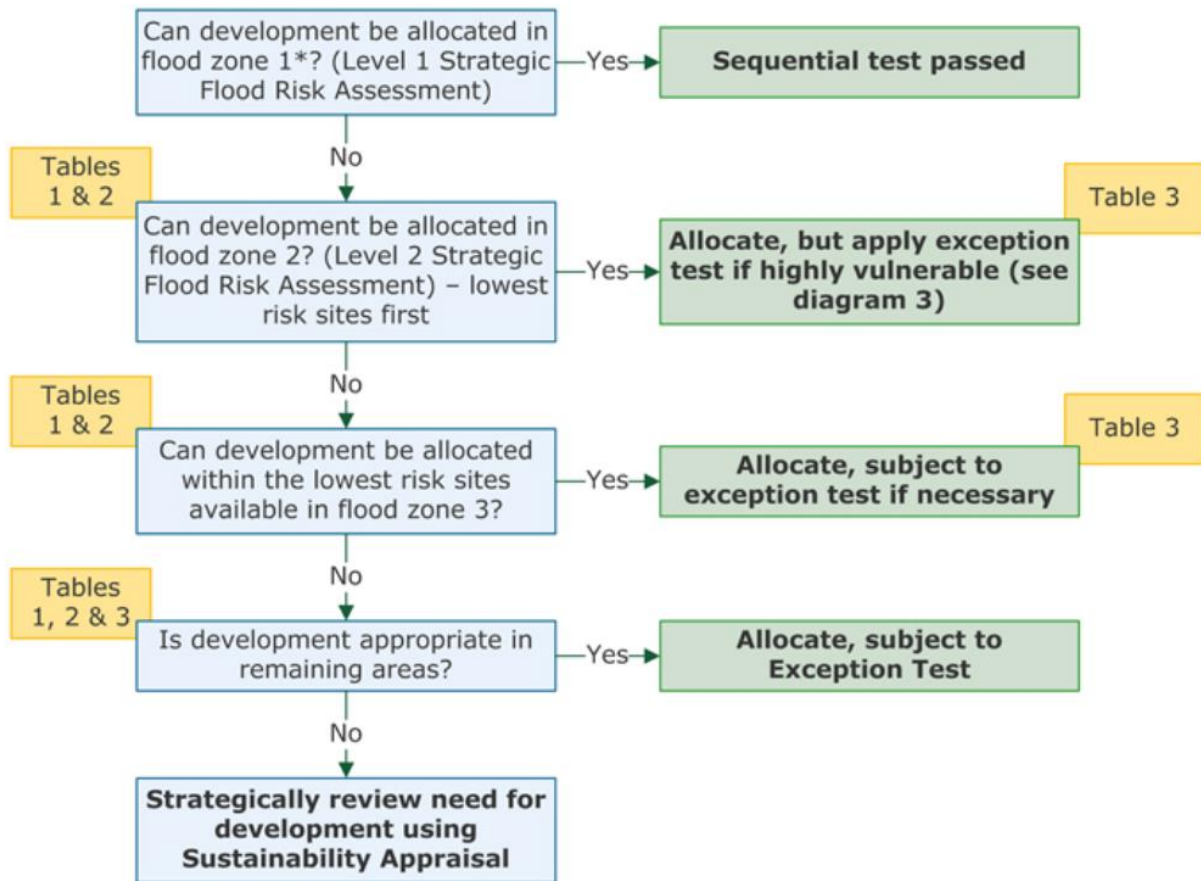 Can development be allocated in
flood zone 1*? (Level 1 Strategic
Flood Risk Assessment)
Yes
Sequential test passed
No
Tables
1 & 2
Can development be allocated in
flood zone 2? (Level 2 Strategic
Flood Risk Assessment) – lowest
risk sites first
Yes
Table 3
Allocate, but apply exception
test if highly vulnerable (see
diagram 3)
No
Tables
1 & 2
Can development be allocated
within the lowest risk sites
available in flood zone 3?
Yes
Table 3
Allocate, subject to
exception test if necessary
No
Tables
1, 2 & 3
Is development appropriate in
remaining areas?
Yes
Allocate, subject to
Exception Test
No
Strategically review need for
development using
Sustainability Appraisal